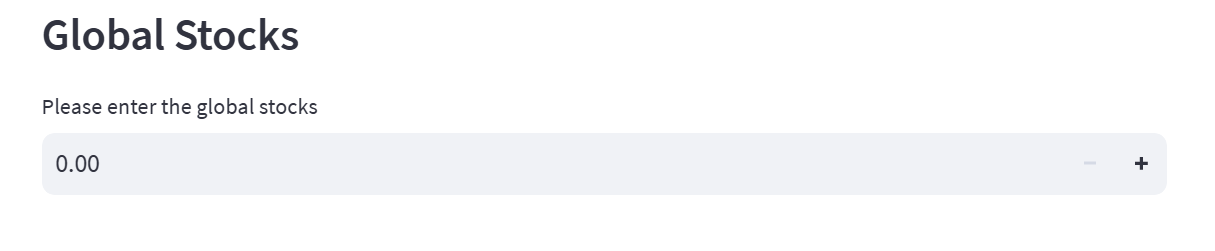 Global Stocks
Please enter the global stocks
0.00